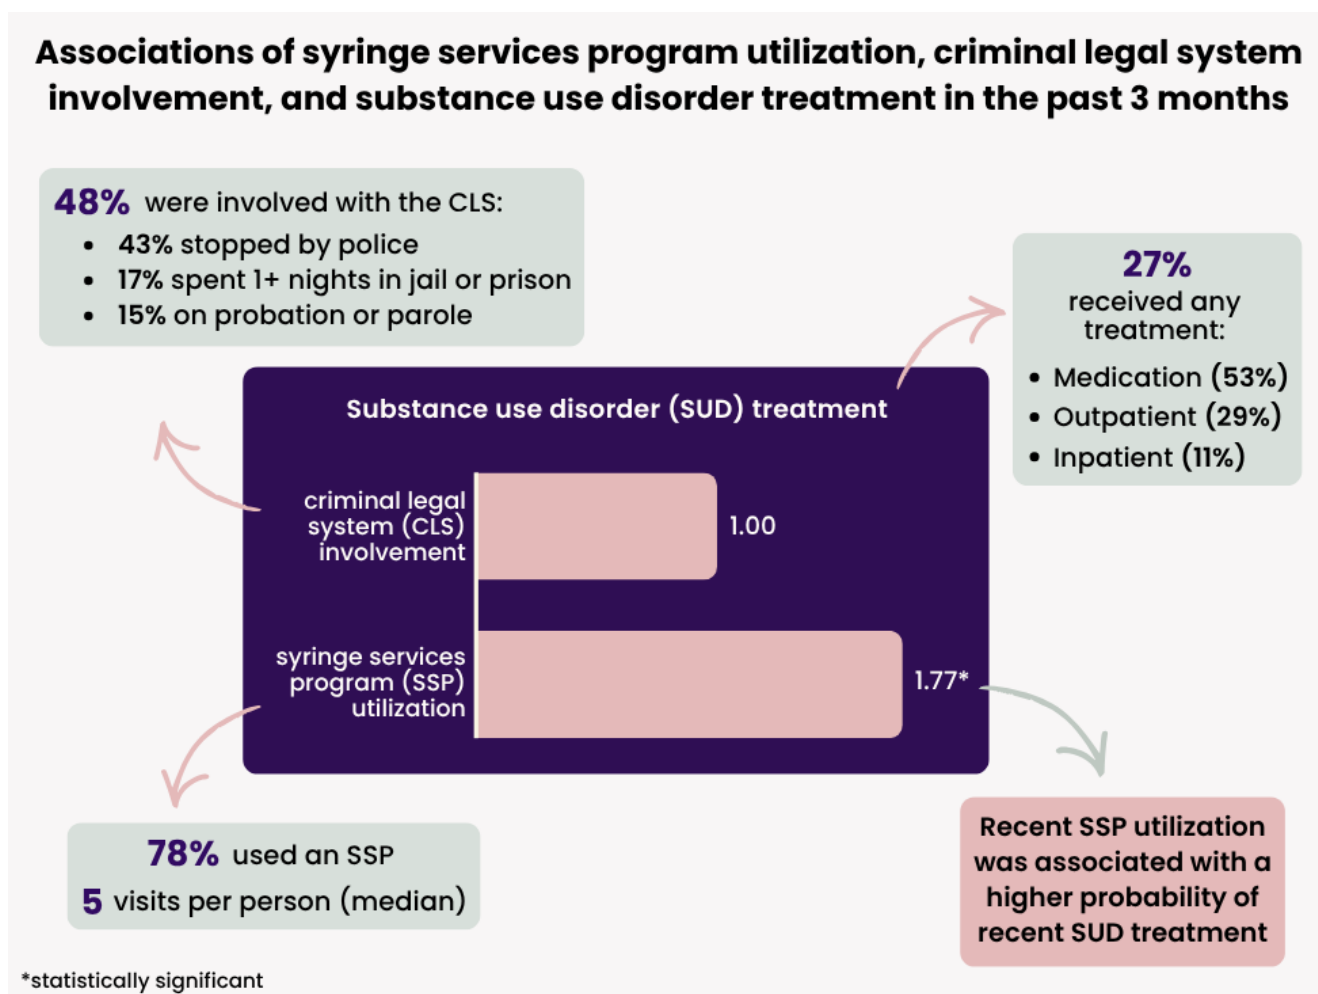 Associations of syringe services program utilization, criminal legal system
involvement, and substance use disorder treatment in the past 3 months
48% were involved with the CLS:
• 43% stopped by police
• 17% spent 1+ nights in jail or prison
• 15% on probation or parole
27%
received any
treatment:
• Medication (53%)
• Outpatient (29%)
• Inpatient (11%)
Substance use disorder (SUD) treatment
criminal legal
system (CLS)
involvement
1.00
syringe services
program (SSP)
utilization
1.77*
78% used an SSP
5 visits per person (median)
Recent SSP utilization
was associated with a
higher probability of
recent SUD treatment
*statistically significant